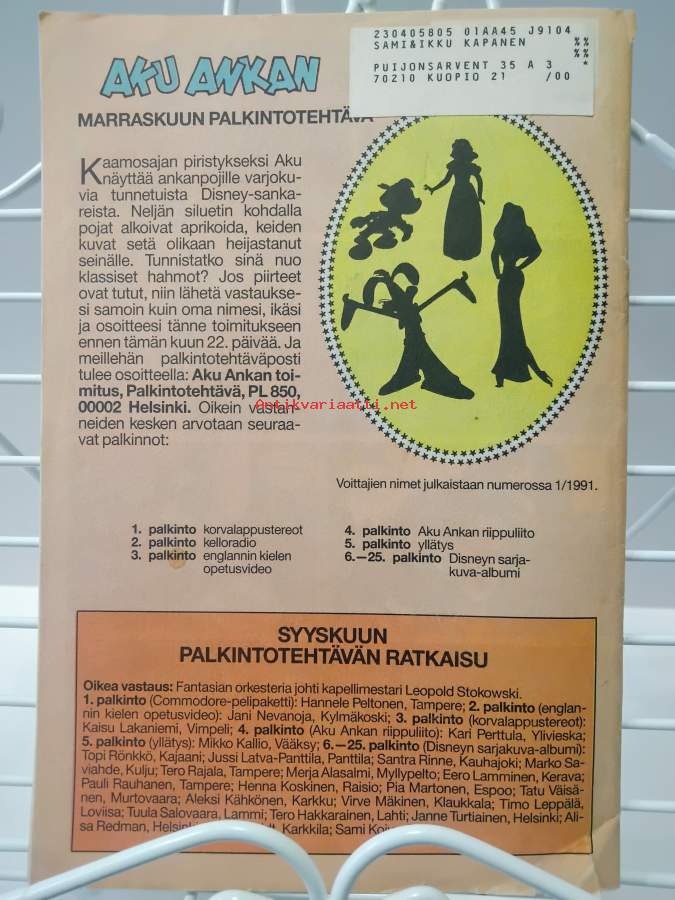 230405805 01AA45 J9104
SAMI&IKKU KAPANEN %%
%%
PUIJONSARVENT 35 A 3 *
70210 KUOPIO 21 /00
AKU ANKAN
MARRASKUUN PALKINTOTEHTÄVÄ
Kaamosajan piristykseksi Aku
näyttää ankanpojille varjoku-
via tunnetuista Disney-sanka-
reista. Neljän siluetin kohdalla
pojat alkoivat aprikoida, keiden
kuvat setä olikaan heijastanut
seinälle. Tunnistatko sinä nuo
klassiset hahmot? Jos piirteet
ovat tutut, niin lähetä vastaukse-
si samoin kuin oma nimesi, ikäsi
ja osoitteesi tänne toimitukseen
ennen tämän kuun 22. päivää. Ja
meillehän palkintotehtäväposti
tulee osoitteella: Aku Ankan toi-
mitus, Palkintotehtävä, PL 850,
00002 Helsinki. Oikein vastan-
neiden kesken arvotaan seuraa-
vat palkinnot:
Antikvariaatti.net
Voittajien nimet julkaistaan numerossa 1/1991.
1. palkinto korvalappustereot
2. palkinto kelloradio
3. palkinto englannin kielen
opetusvideo
4. palkinto Aku Ankan riippuliito
5. palkinto yllätys
6.—25. palkinto Disneyn sarja-
kuva-albumi
SYYSKUUN
PALKINTOTEHTÄVÄN RATKAISU
Oikea vastaus: Fantasian orkesteria johti kapellimestari Leopold Stokowski.
1. palkinto (Commodore-pelipaketti): Hannele Peltonen, Tampere; 2. palkinto (englan-
nin kielen opetusvideo): Jani Nevanoja, Kylmäkoski; 3. palkinto (korvalappustereot):
Kaisu Lakaniemi, Vimpeli; 4. palkinto (Aku Ankan riippuliito): Kari Perttula, Ylivieska;
5. palkinto (yllätys): Mikko Kallio, Vääksy; 6.—25. palkinto (Disneyn sarjakuva-albumi):
Topi Rönkkö, Kajaani; Jussi Latva-Panttila, Panttila; Santra Rinne, Kauhajoki; Marko Sa-
viahde, Kulju; Tero Rajala, Tampere; Merja Alasalmi, Myllypelto; Eero Lamminen, Kerava;
Pauli Rauhanen, Tampere; Henna Koskinen, Raisio; Pia Martonen, Espoo; Tatu Väisä-
nen, Murtovaara; Aleksi Kähkönen, Karkku; Virve Mäkinen, Klaukkala; Timo Leppälä,
Loviisa; Tuula Salovaara, Lammi; Tero Hakkarainen, Lahti; Janne Turtiainen, Helsinki; Ali-
sa Redman, Karkkila; Sami